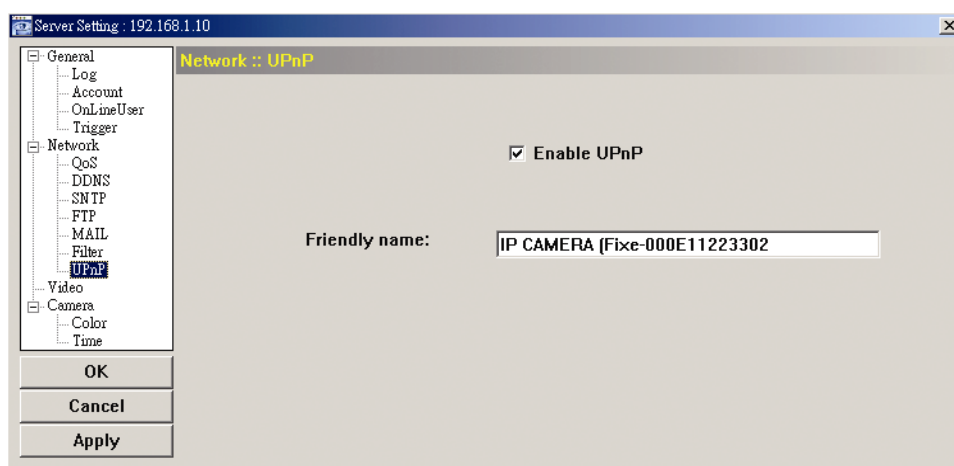 Server Setting : 192.168.1.10
General
Log
Account
OnLineUser
Trigger
Network
QoS
DDNS
SNTP
FTP
MAIL
Filter
UPnP
Video
Camera
Color
Time
OK
Cancel
Apply
Network :: UPnP
Enable UPnP
Friendly name:
IP CAMERA (Fixe-000E11223302